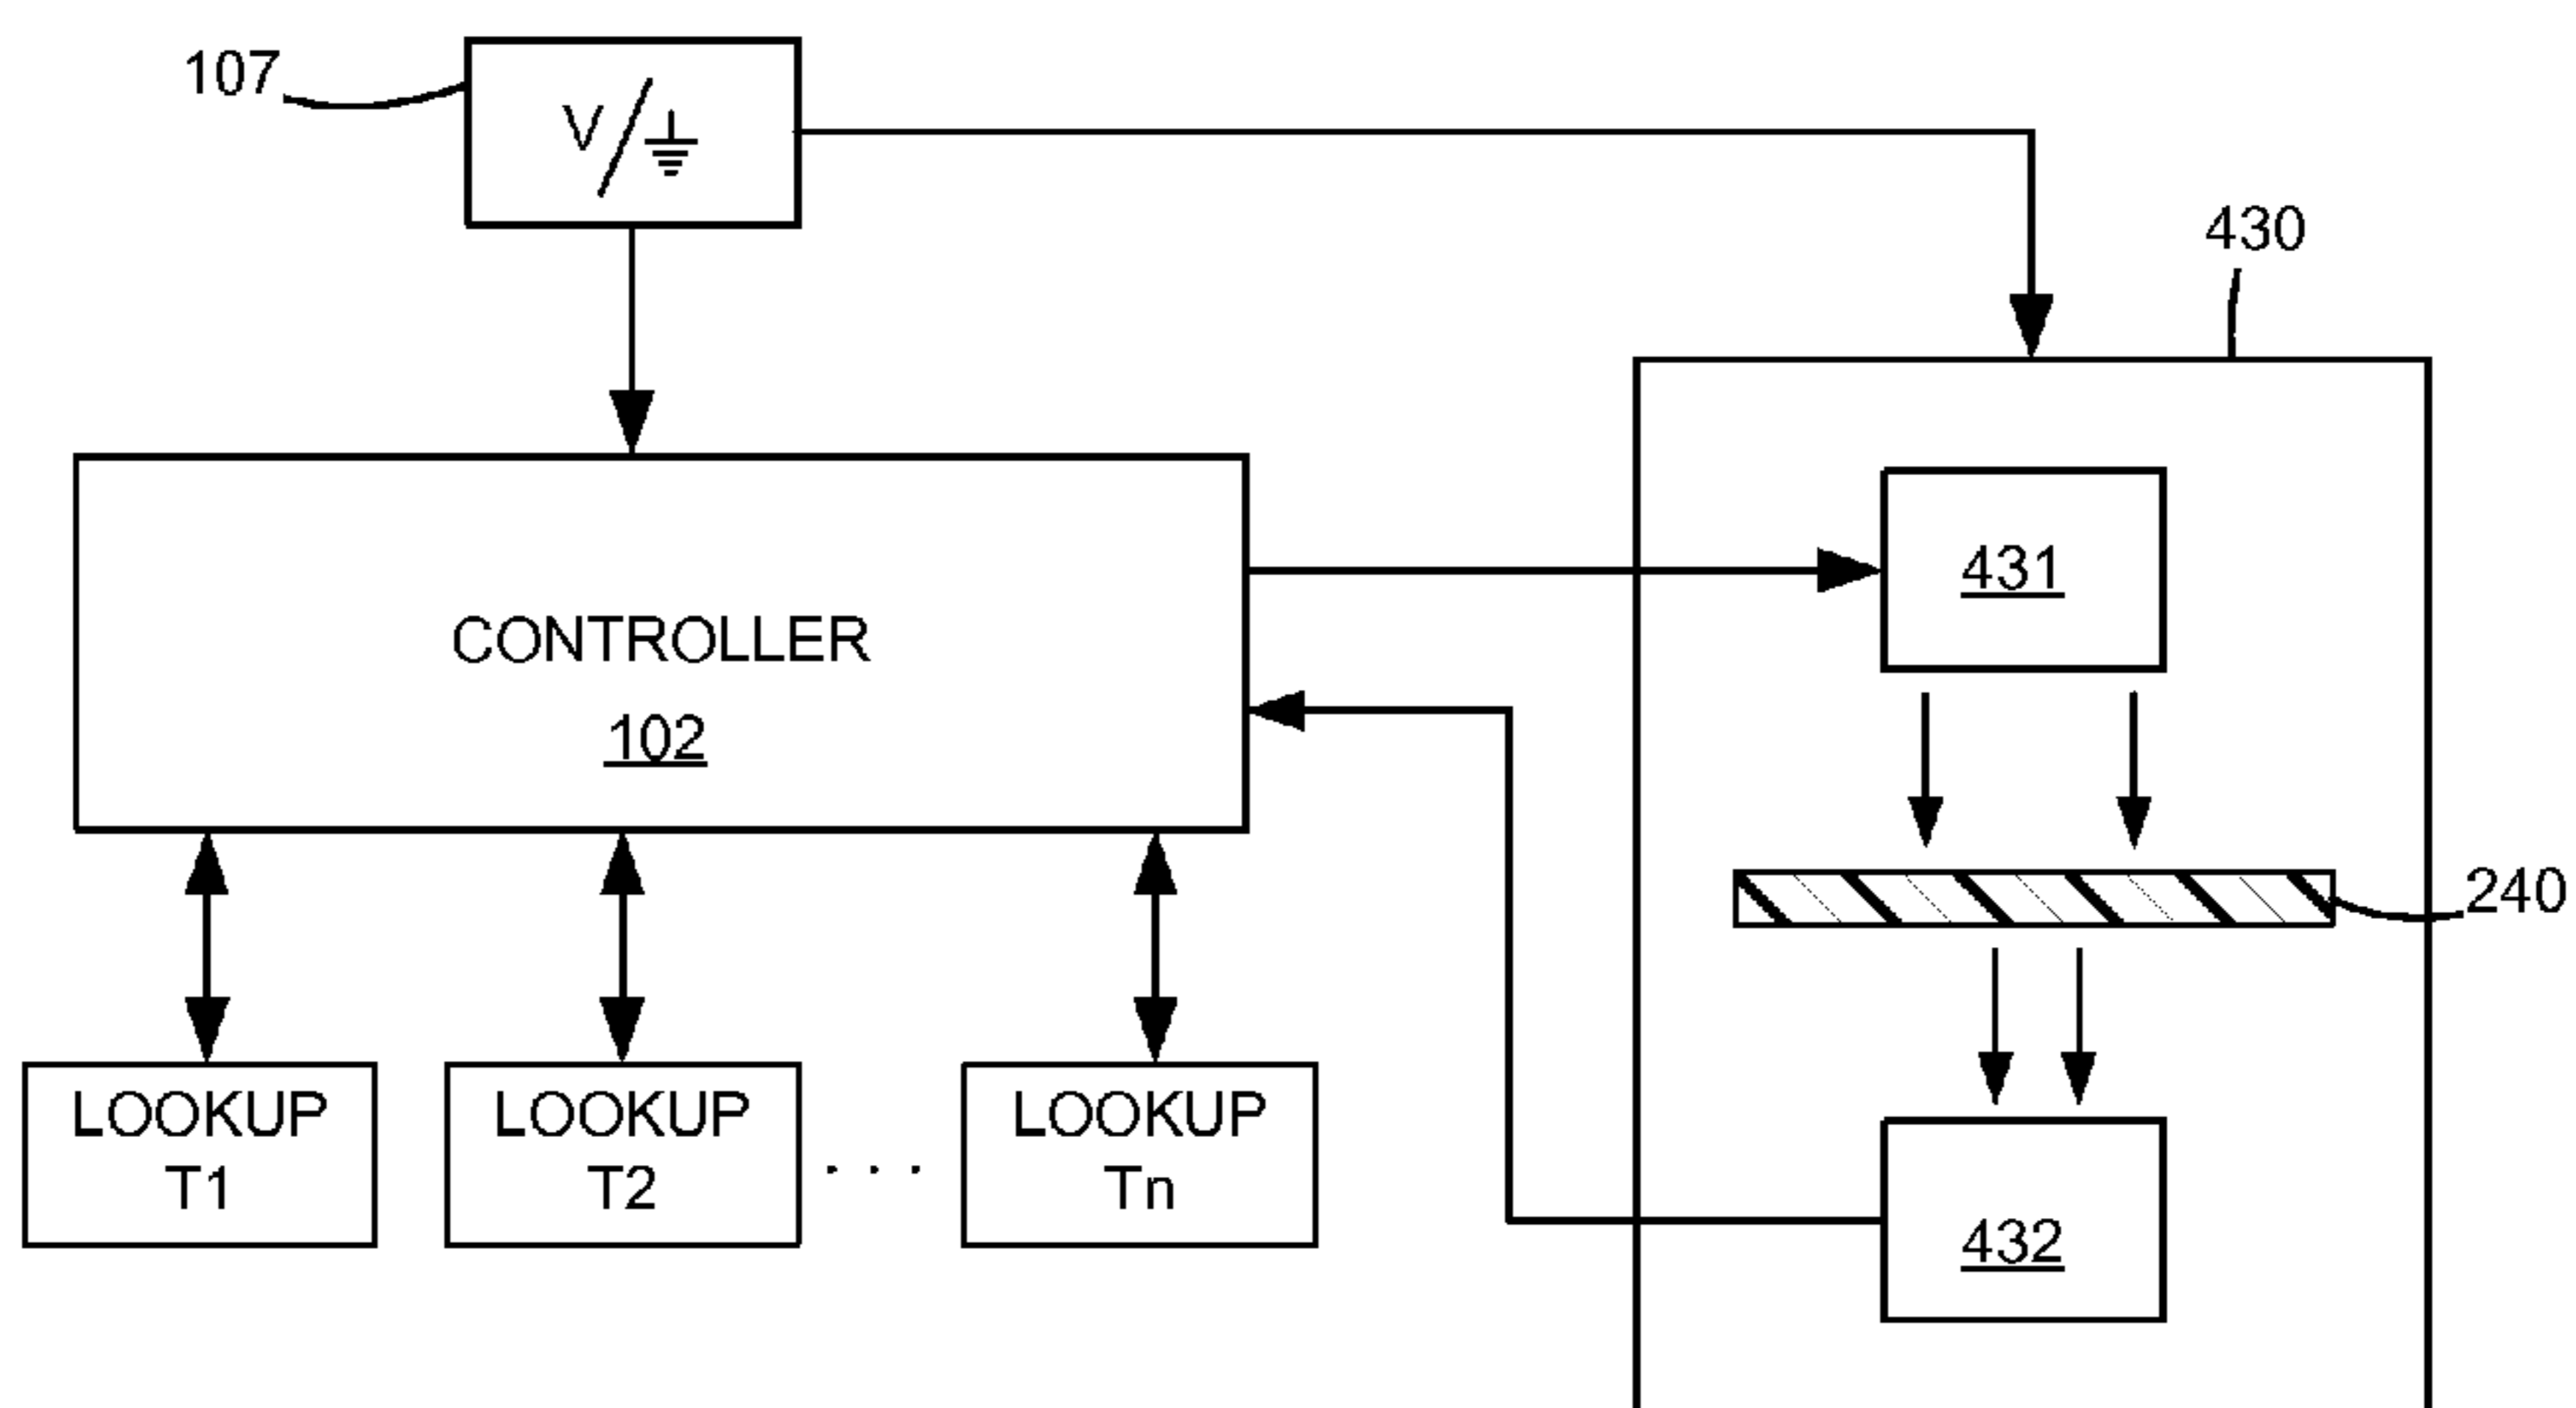 107
V/
430
431
CONTROLLER
102
240
LOOKUP
T1
LOOKUP
T2
. . .
LOOKUP
Tn
432